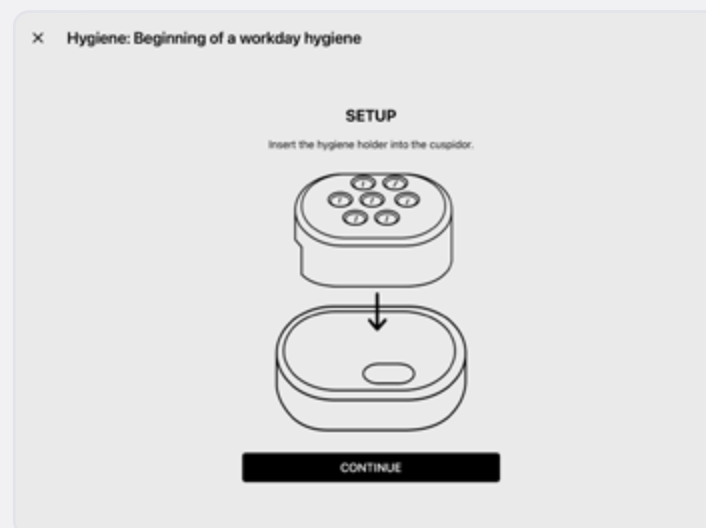 Hygiene: Beginning of a workday hygiene
SETUP
Insert the hygiene holder into the cuspidor.
CONTINUE